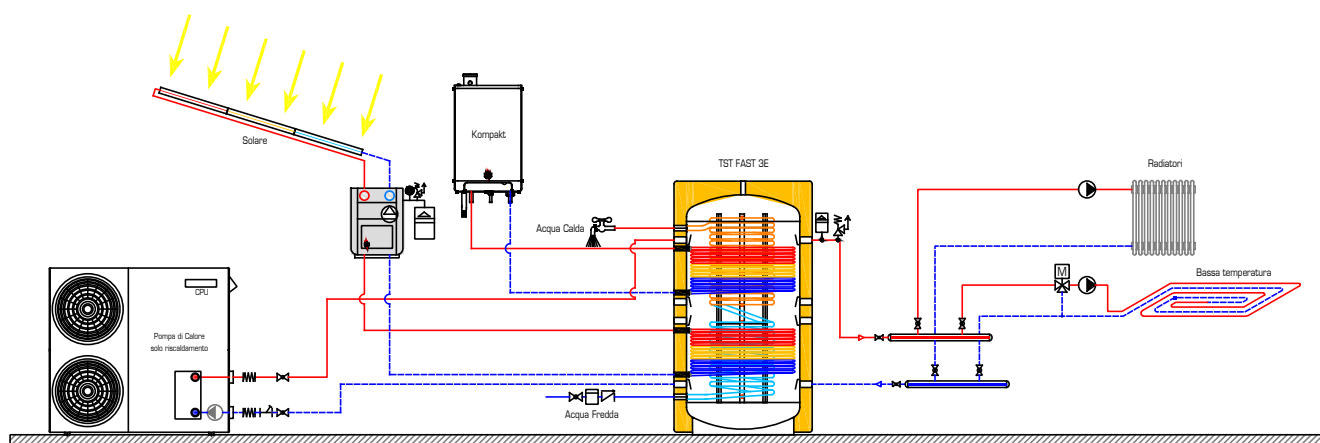 Solare
Kompakt
TST FAST 3E
Radiatori
Acqua Calda
M
Bassa temperatura
CPU
Pompa di Calore
solo riscaldamento
Acqua Fredda